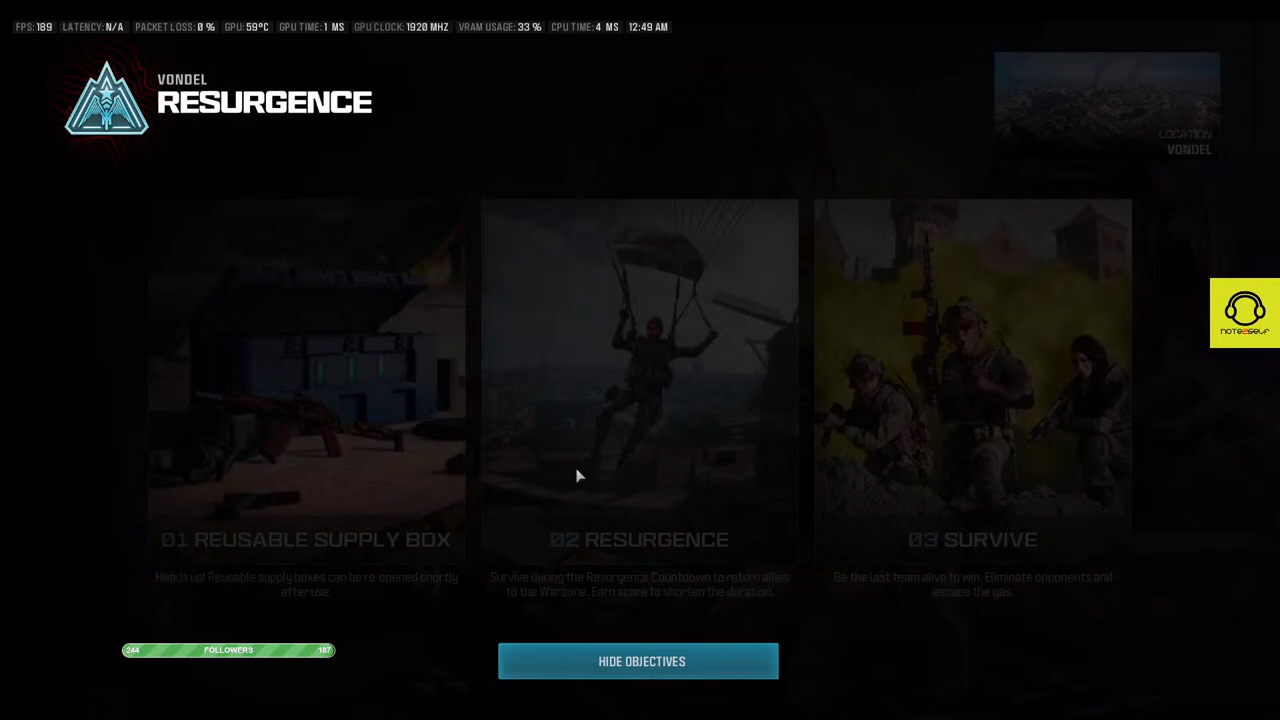 FPS: 189 LATENCY: N/A PACKET LOSS: 0 % GPU: 59°C GPU TIME: 1 MS GPU CLOCK: 1920 MHZ VRAM USAGE: 33 % CPU TIME: 4 MS 12:49 AM
VONDEL
RESURGENCE
LOCATION
VONDEL
NOTE2SELF
01 REUSABLE SUPPLY BOX
Heads up! Reusable supply boxes can be re-opened shortly
after use.
02 RESURGENCE
Survive during the Resurgence Countdown to return allies
to the Warzone. Earn score to shorten the duration.
03 SURVIVE
Be the last team alive to win. Eliminate opponents and
escape the gas.
244 FOLLOWERS 187
HIDE OBJECTIVES